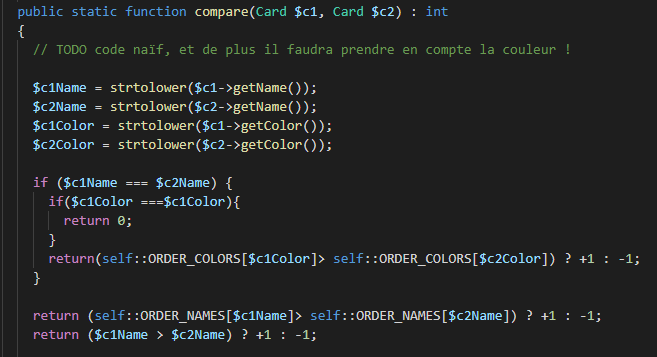 public static function compare(Card $c1, Card $c2) : int
{
// TODO code naïf, et de plus il faudra prendre en compte la couleur !
$c1Name = strtolower($c1->getName());
$c2Name = strtolower($c2->getName());
$c1Color = strtolower($c1->getColor());
$c2Color = strtolower($c2->getColor());
if ($c1Name === $c2Name) {
if($c1Color ===$c1Color){
return 0;
}
return(self::ORDER_COLORS[$c1Color]> self::ORDER_COLORS[$c2Color]) ? +1 : -1;
}
return (self::ORDER_NAMES[$c1Name]> self::ORDER_NAMES[$c2Name]) ? +1 : -1;
return ($c1Name > $c2Name) ? +1 : -1;